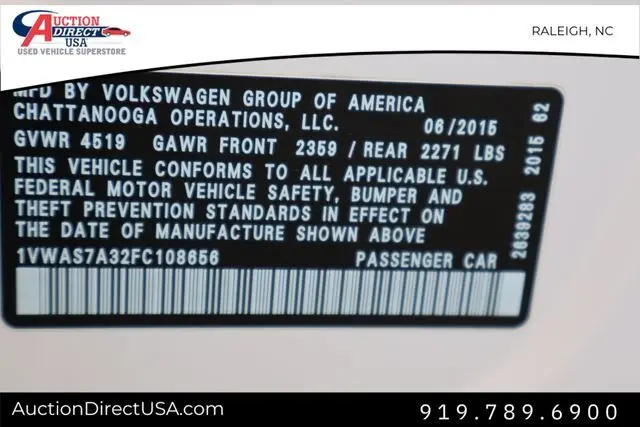 AUCTION
DIRECT
USA
USED VEHICLE SUPERSTORE
RALEIGH, NC
MFD BY VOLKSWAGEN GROUP OF AMERICA
CHATTANOOGA OPERATIONS, LLC. 06/2015
GVWR 4519 GAWR FRONT 2359 / REAR 2271 LBS
THIS VEHICLE CONFORMS TO ALL APPLICABLE U.S.
FEDERAL MOTOR VEHICLE SAFETY, BUMPER AND
THEFT PREVENTION STANDARDS IN EFFECT ON
THE DATE OF MANUFACTURE SHOWN ABOVE
1VWAS7A32FC108656 PASSENGER CAR
2639283 2015 62
AuctionDirectUSA.com
919.789.6900